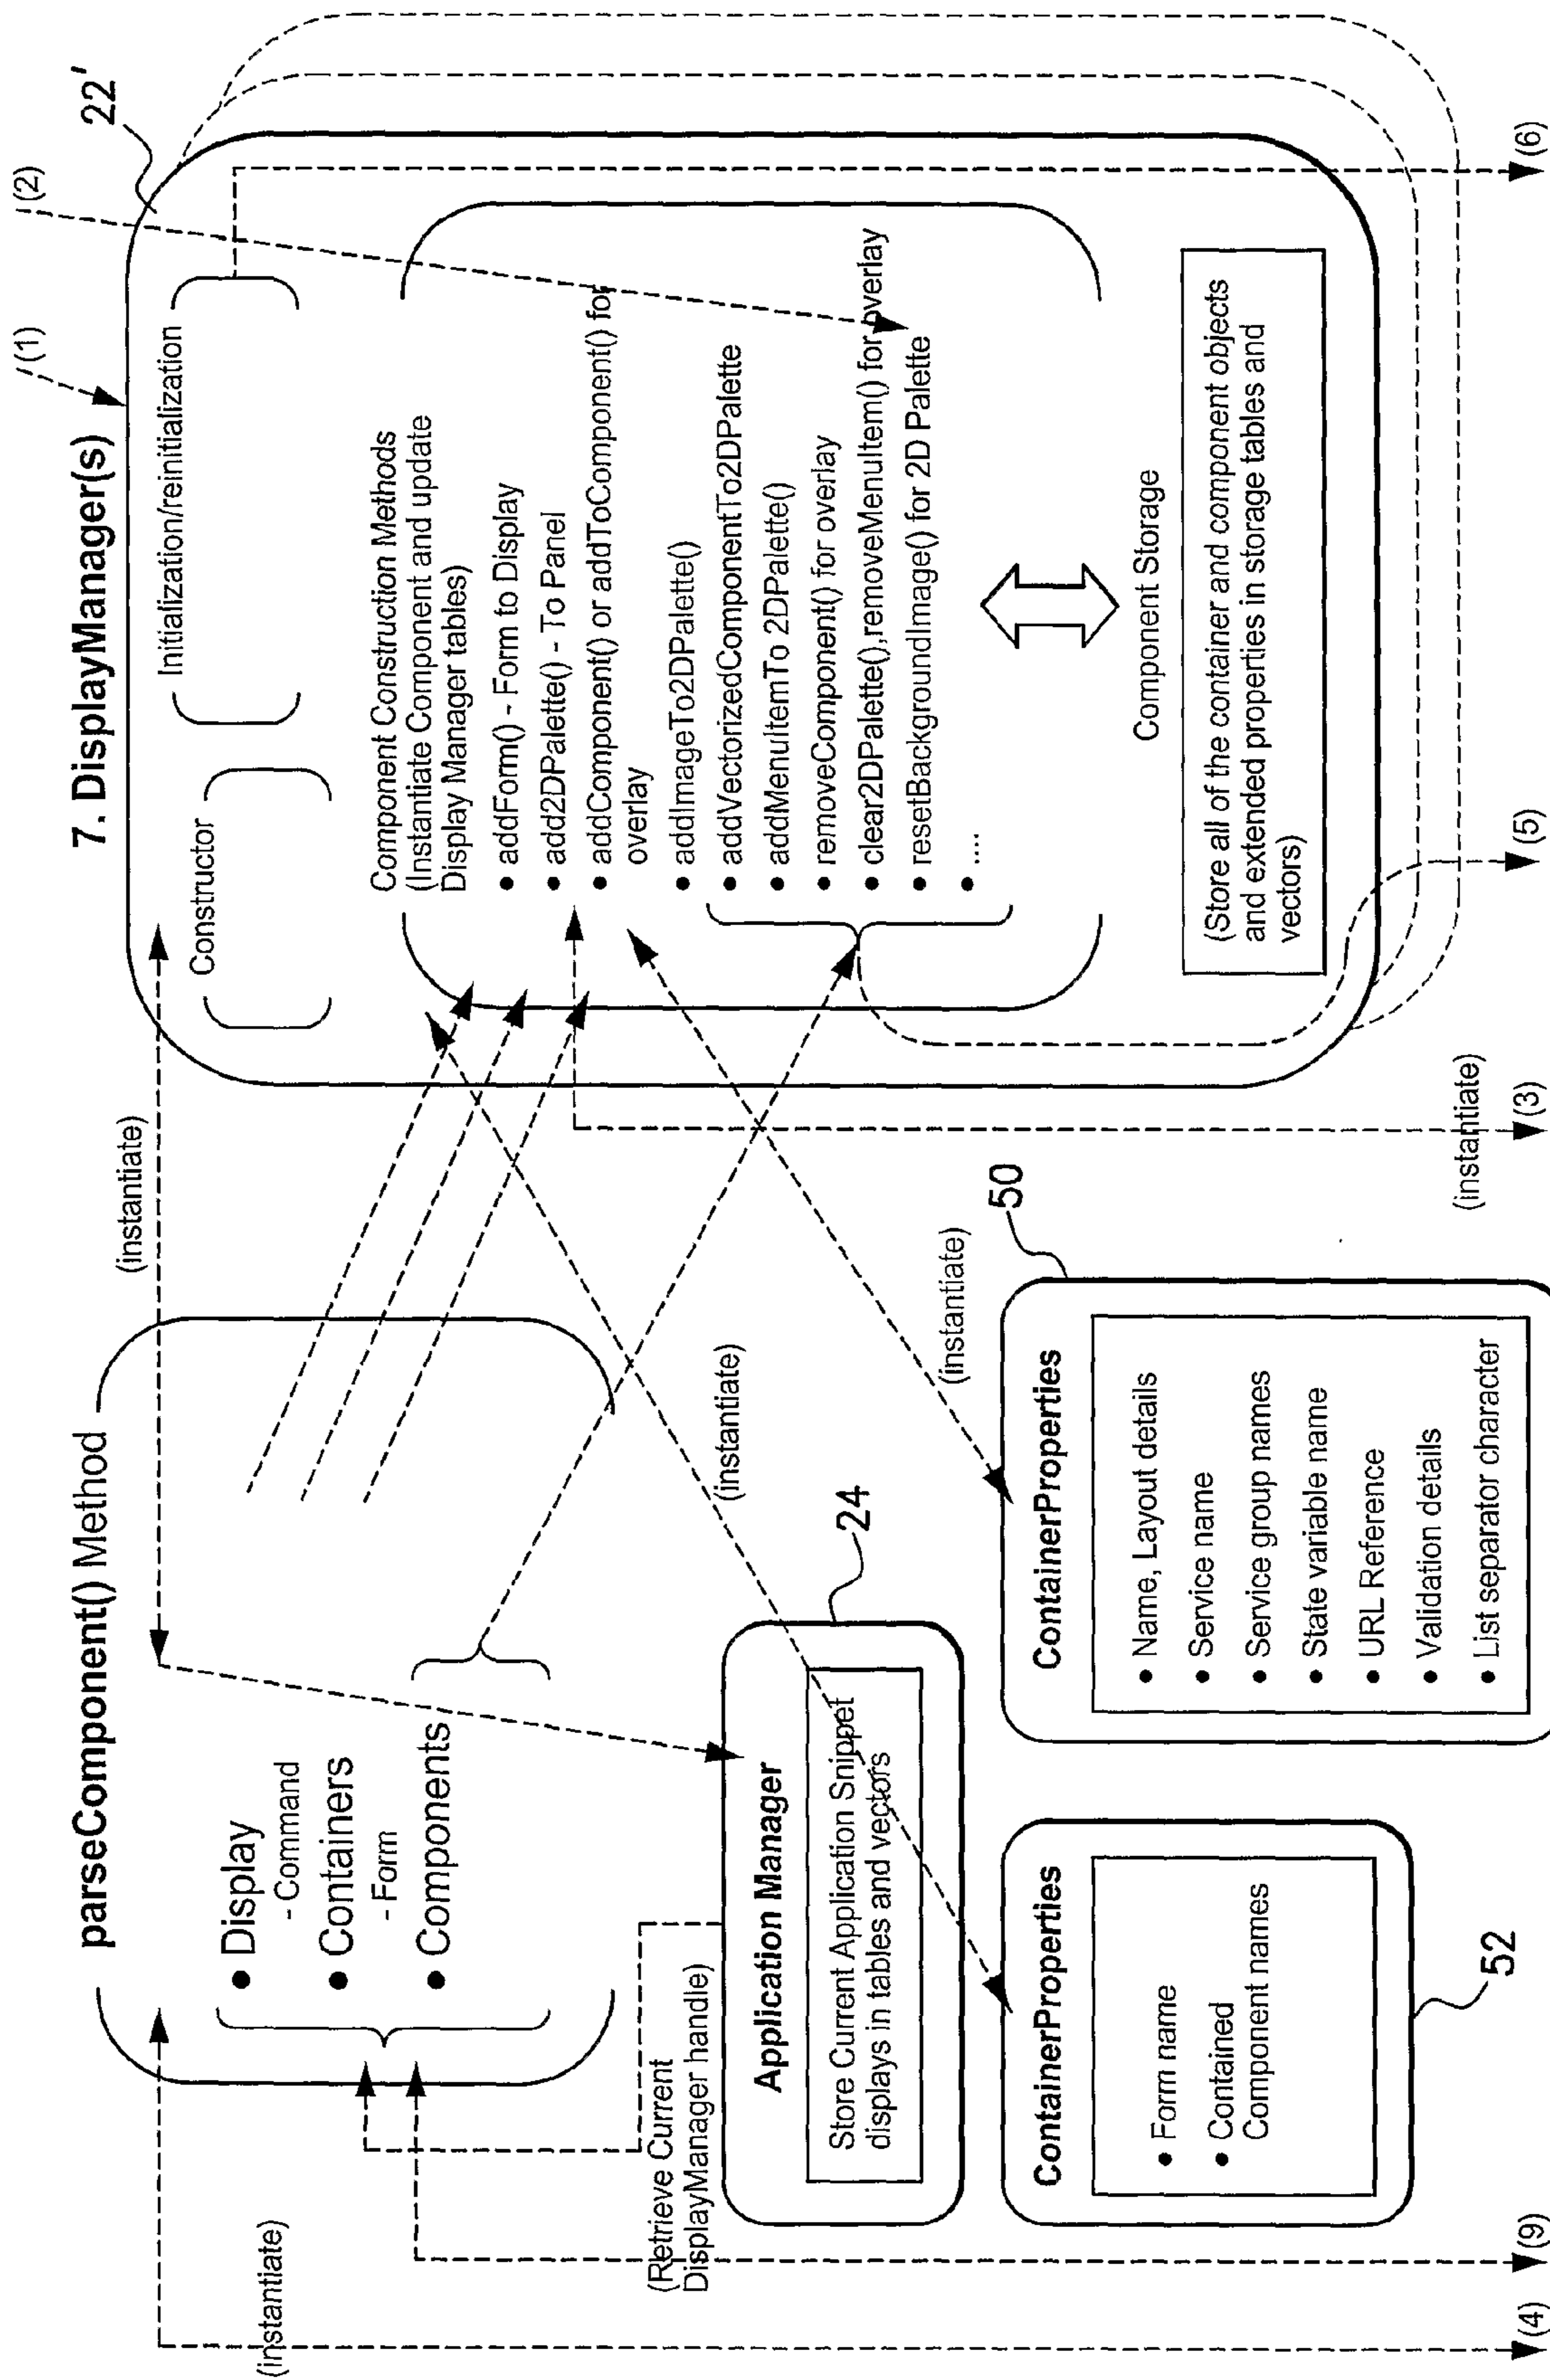 parseComponent() Method
(instantiate)
• Display
- Command
• Containers
- Form
• Components
(instantiate)
7. DisplayManager(s)
(1)
(2)
22'
Constructor
Initialization/reinitialization
Component Construction Methods
(Instantiate Component and update
Display Manager tables)
• addForm() - Form to Display
• add2DPalette() - To Panel
• addComponent() or addToComponent() for
overlay
• addImageTo2DPalette()
• addVectorizedComponentTo2DPalette
• addMenuItemTo 2DPalette()
• removeComponent() for overlay
• clear2DPalette(),removeMenuItem() for overlay
• resetBackgroundImage() for 2D Palette
• ....
Component Storage
(Store all of the container and component objects
and extended properties in storage tables and
vectors)
(Retrieve Current
DisplayManager handle)
Application Manager
Store Current Application Snippet
displays in tables and vectors
24
(instantiate)
(instantiate)
ContainerProperties
• Form name
• Contained
Component names
52
ContainerProperties
• Name, Layout details
• Service name
• Service group names
• State variable name
• URL Reference
• Validation details
• List separator character
50
(instantiate)
(4)
(9)
(3)
(5)
(6)